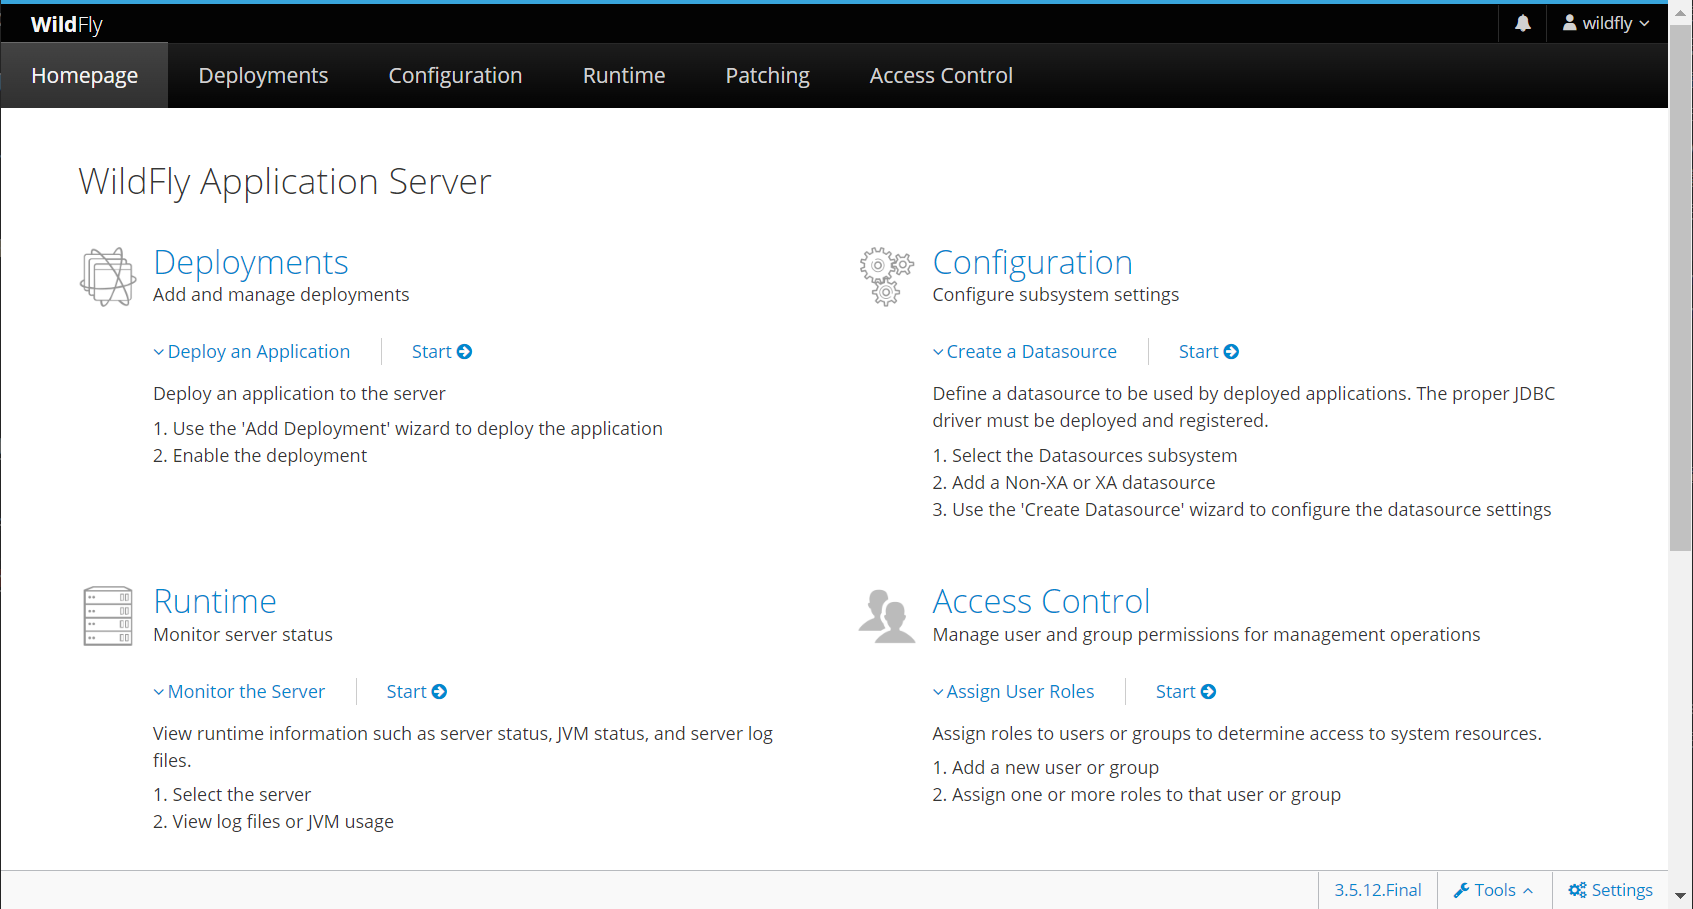 WildFly
wildfly
Homepage Deployments Configuration Runtime Patching Access Control
WildFly Application Server
Deployments
Add and manage deployments
Deploy an Application Start
Deploy an application to the server
1. Use the 'Add Deployment' wizard to deploy the application
2. Enable the deployment
Configuration
Configure subsystem settings
Create a Datasource Start
Define a datasource to be used by deployed applications. The proper JDBC
driver must be deployed and registered.
1. Select the Datasources subsystem
2. Add a Non-XA or XA datasource
3. Use the 'Create Datasource' wizard to configure the datasource settings
Runtime
Monitor server status
Monitor the Server Start
View runtime information such as server status, JVM status, and server log
files.
1. Select the server
2. View log files or JVM usage
Access Control
Manage user and group permissions for management operations
Assign User Roles Start
Assign roles to users or groups to determine access to system resources.
1. Add a new user or group
2. Assign one or more roles to that user or group
3.5.12.Final Tools Settings